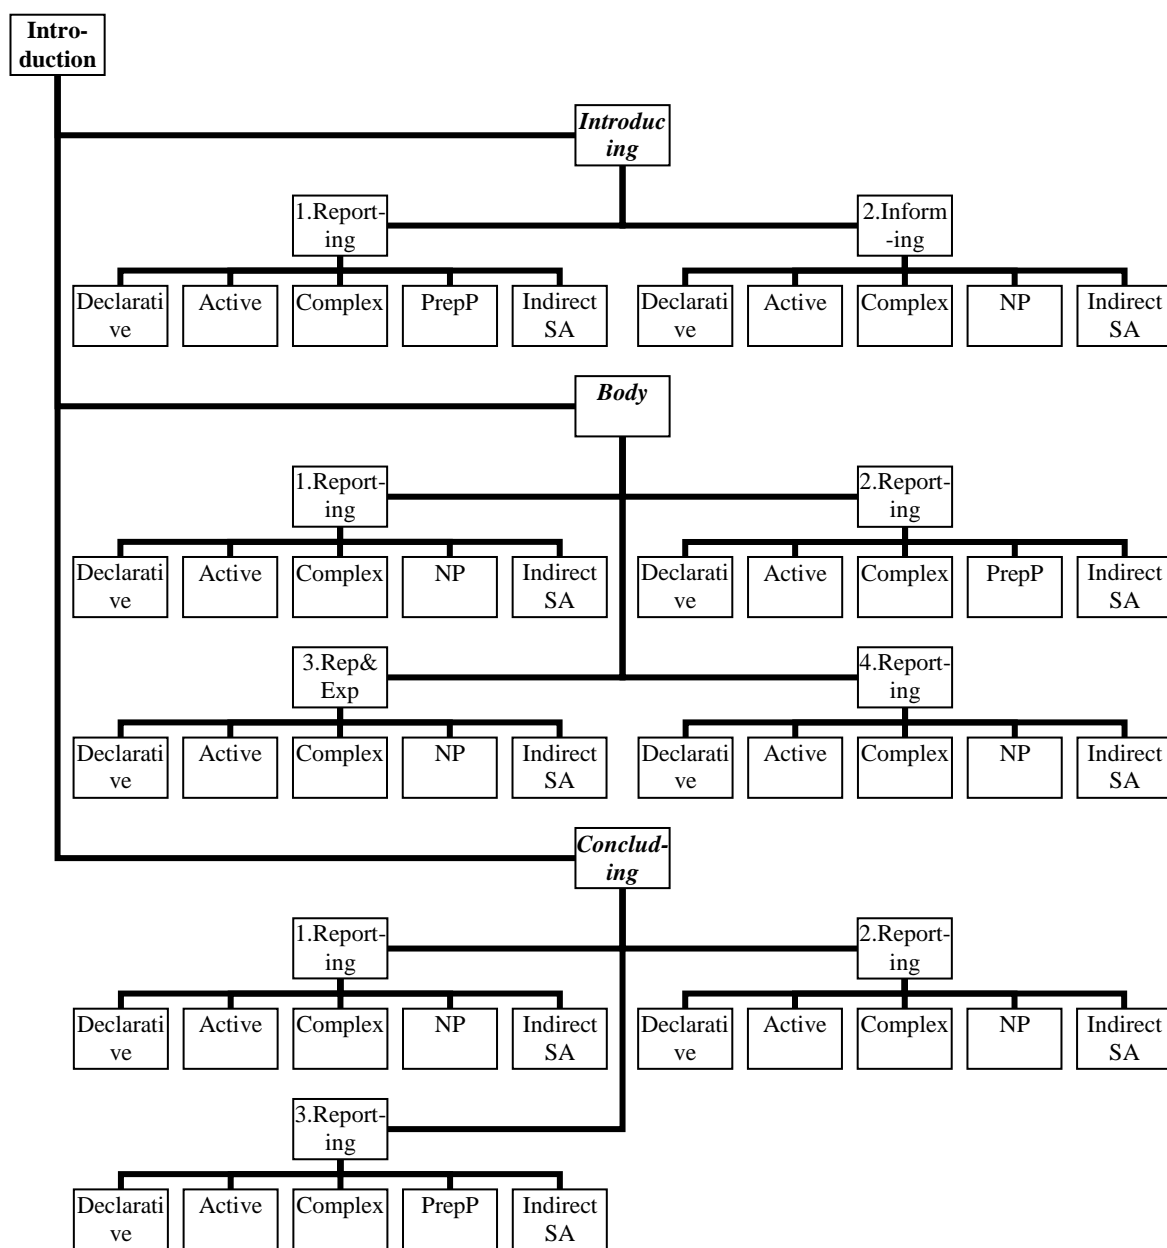 Intro-
duction
Introduc
ing
1.Report-
ing
2.Inform
-ing
Declarati
ve
Active
Complex
PrepP
Indirect
SA
Declarati
ve
Active
Complex
NP
Indirect
SA
Body
1.Report-
ing
2.Report-
ing
Declarati
ve
Active
Complex
NP
Indirect
SA
Declarati
ve
Active
Complex
PrepP
Indirect
SA
3.Rep&
Exp
4.Report-
ing
Declarati
ve
Active
Complex
NP
Indirect
SA
Declarati
ve
Active
Complex
NP
Indirect
SA
Conclud-
ing
1.Report-
ing
2.Report-
ing
Declarati
ve
Active
Complex
NP
Indirect
SA
Declarati
ve
Active
Complex
NP
Indirect
SA
3.Report-
ing
Declarati
ve
Active
Complex
PrepP
Indirect
SA